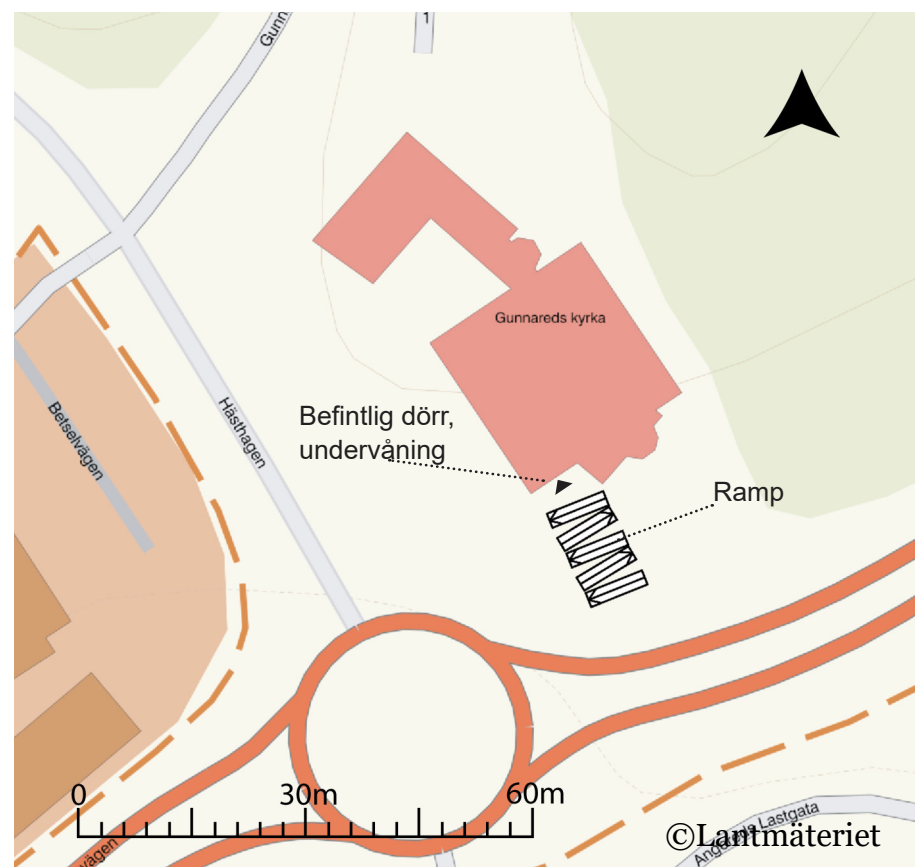 Gunn
1
Gunnareds kyrka
Befintlig dörr,
undervåning
Hästhagen
Betselvägen
Ramp
0
30m
60m
vägen
©Lantmäteriet
Angereds Lastgata